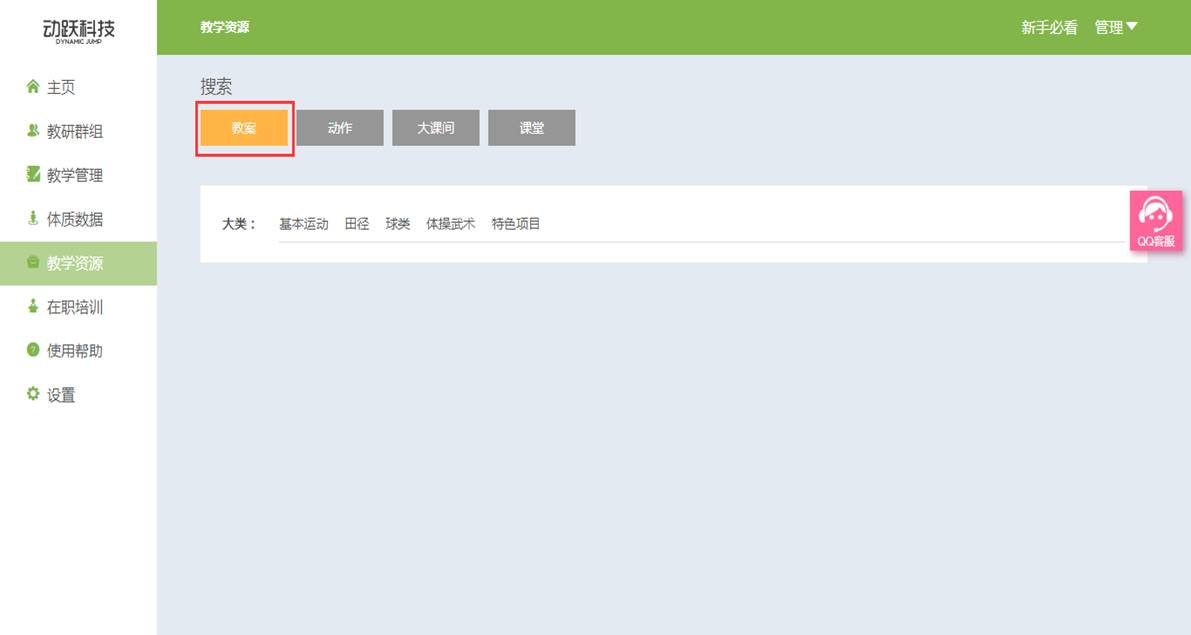 动跃科技
DYNAMIC JUMP
教学资源
新手必看 管理
主页
教研群组
教学管理
体质数据
教学资源
在职培训
使用帮助
设置
搜索
教案 动作 大课间 课堂
大类： 基本运动 田径 球类 体操武术 特色项目
QQ客服